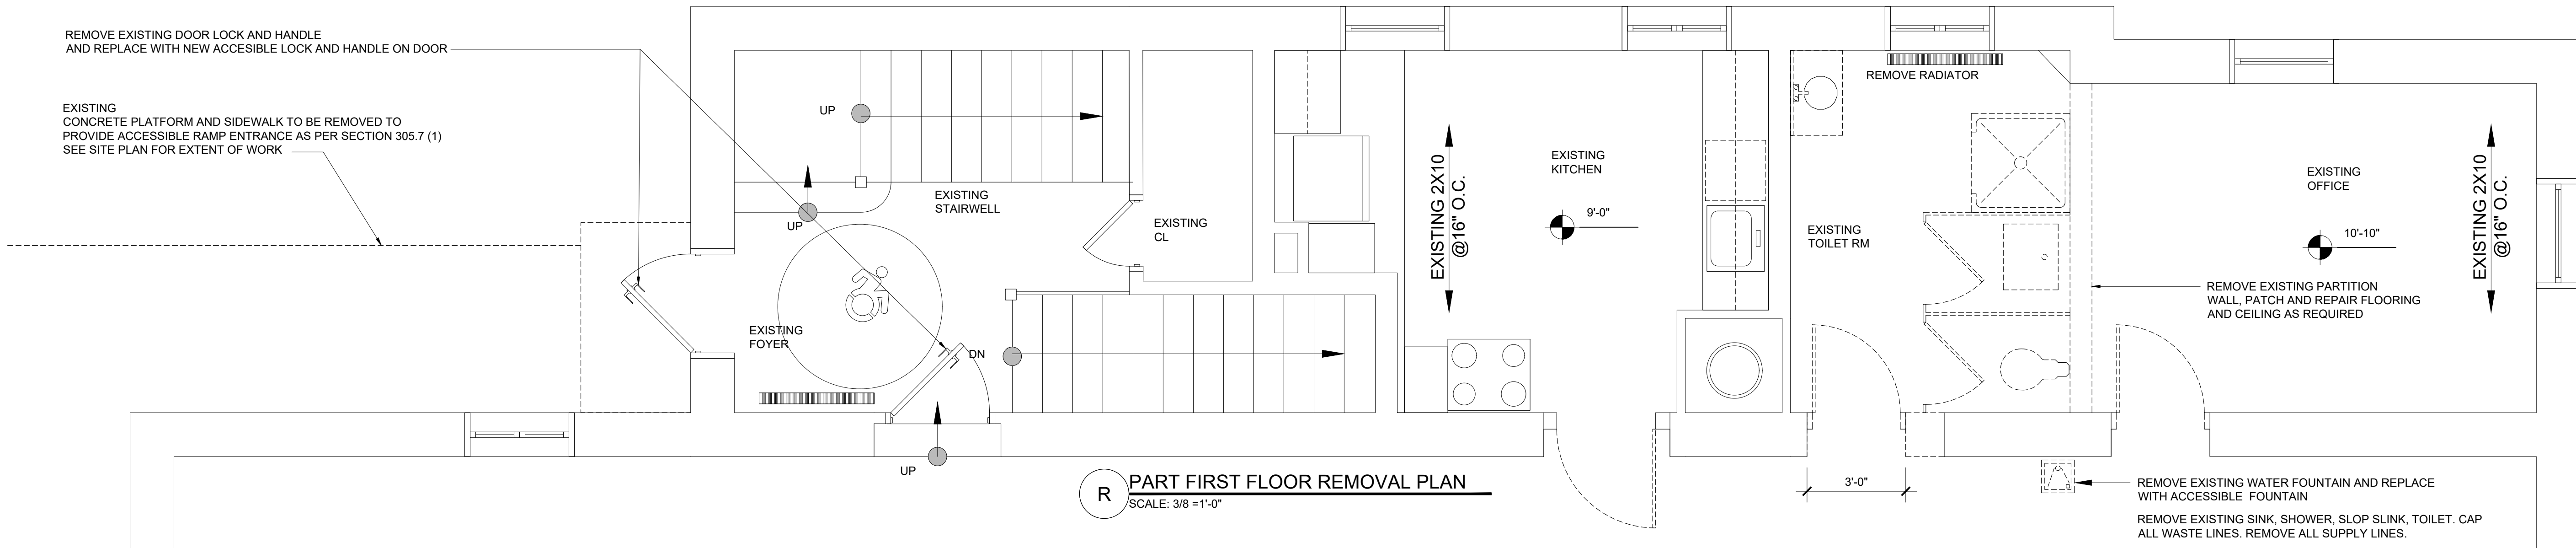 REMOVE EXISTING DOOR LOCK AND HANDLE
AND REPLACE WITH NEW ACCESIBLE LOCK AND HANDLE ON DOOR
EXISTING
CONCRETE PLATFORM AND SIDEWALK TO BE REMOVED TO
PROVIDE ACCESSIBLE RAMP ENTRANCE AS PER SECTION 305.7 (1)
SEE SITE PLAN FOR EXTENT OF WORK
UP
UP
EXISTING
STAIRWELL
EXISTING
CL
EXISTING
FOYER
DN
UP
EXISTING 2X10
@16" O.C.
EXISTING
KITCHEN
9'-0"
REMOVE RADIATOR
EXISTING
TOILET RM
EXISTING
OFFICE
10'-10"
EXISTING 2X10
@16" O.C.
REMOVE EXISTING PARTITION
WALL, PATCH AND REPAIR FLOORING
AND CEILING AS REQUIRED
R
PART FIRST FLOOR REMOVAL PLAN
SCALE: 3/8 =1'-0"
3'-0"
REMOVE EXISTING WATER FOUNTAIN AND REPLACE
WITH ACCESSIBLE FOUNTAIN
REMOVE EXISTING SINK, SHOWER, SLOP SLINK, TOILET. CAP
ALL WASTE LINES. REMOVE ALL SUPPLY LINES.